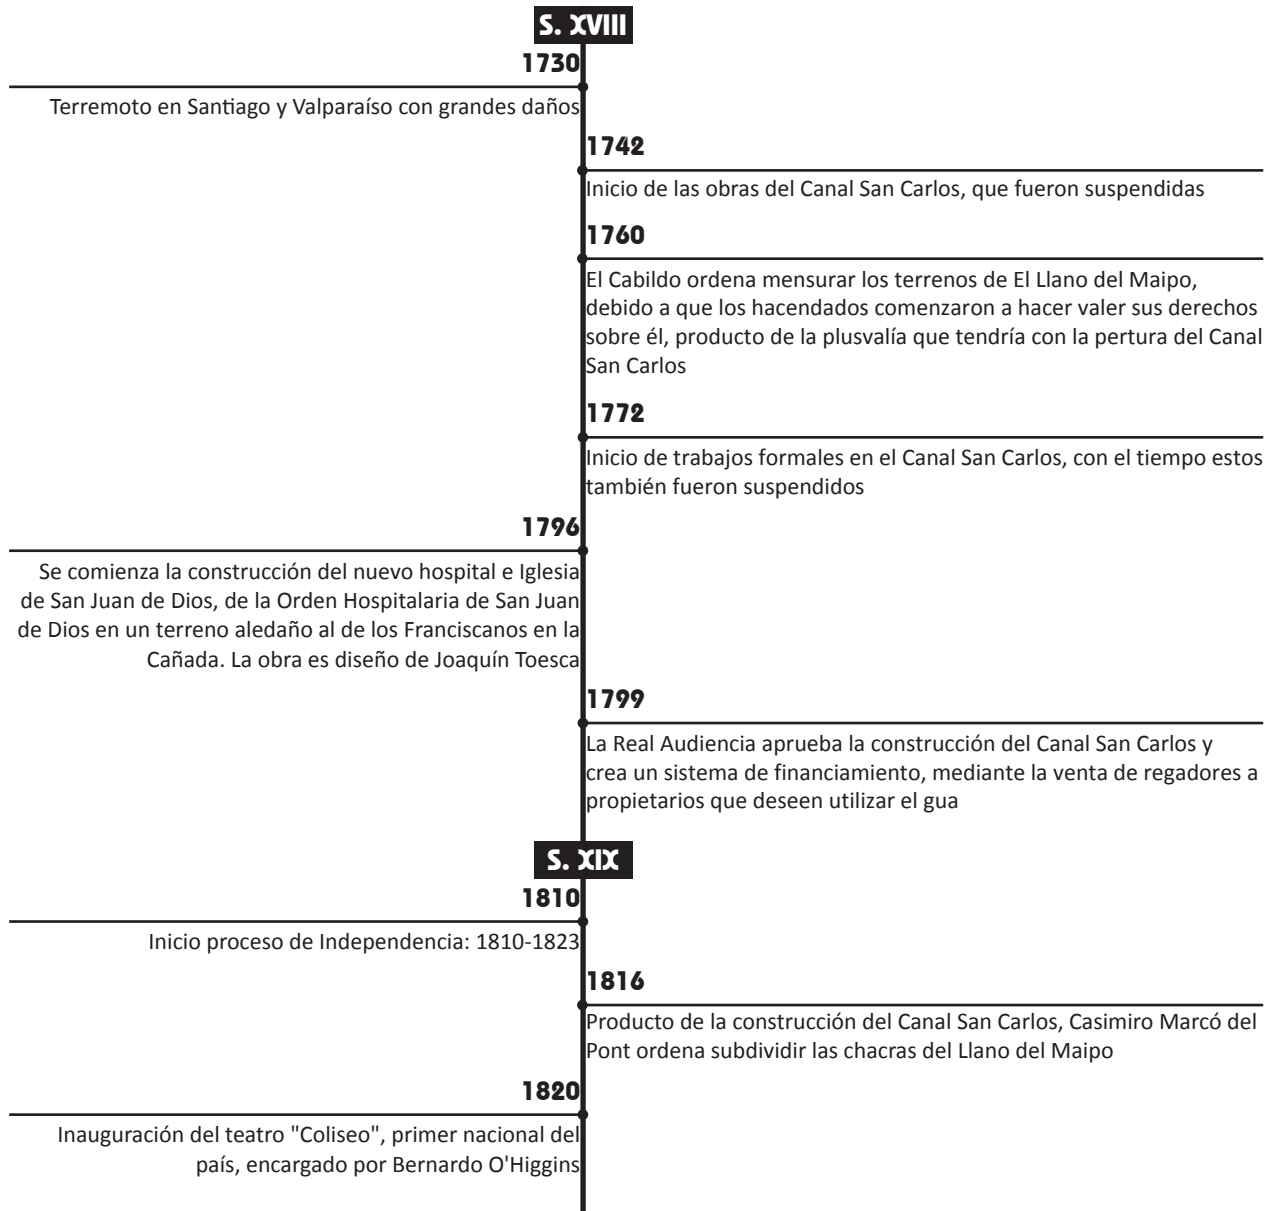 S. XVIII
1730
Terremoto en Santiago y Valparaíso con grandes daños
1742
Inicio de las obras del Canal San Carlos, que fueron suspendidas
1760
El Cabildo ordena mensurar los terrenos de El Llano del Maipo,
debido a que los hacendados comenzaron a hacer valer sus derechos
sobre él, producto de la plusvalía que tendría con la pertura del Canal
San Carlos
1772
Inicio de trabajos formales en el Canal San Carlos, con el tiempo estos
también fueron suspendidos
1796
Se comienza la construcción del nuevo hospital e Iglesia
de San Juan de Dios, de la Orden Hospitalaria de San Juan
de Dios en un terreno aledaño al de los Franciscanos en la
Cañada. La obra es diseño de Joaquín Toesca
1799
La Real Audiencia aprueba la construcción del Canal San Carlos y
crea un sistema de financiamiento, mediante la venta de regadores a
propietarios que deseen utilizar el gua
S. XIX
1810
Inicio proceso de Independencia: 1810-1823
1816
Producto de la construcción del Canal San Carlos, Casimiro Marcó del
Pont ordena subdividir las chacras del Llano del Maipo
1820
Inauguración del teatro "Coliseo", primer nacional del
país, encargado por Bernardo O'Higgins